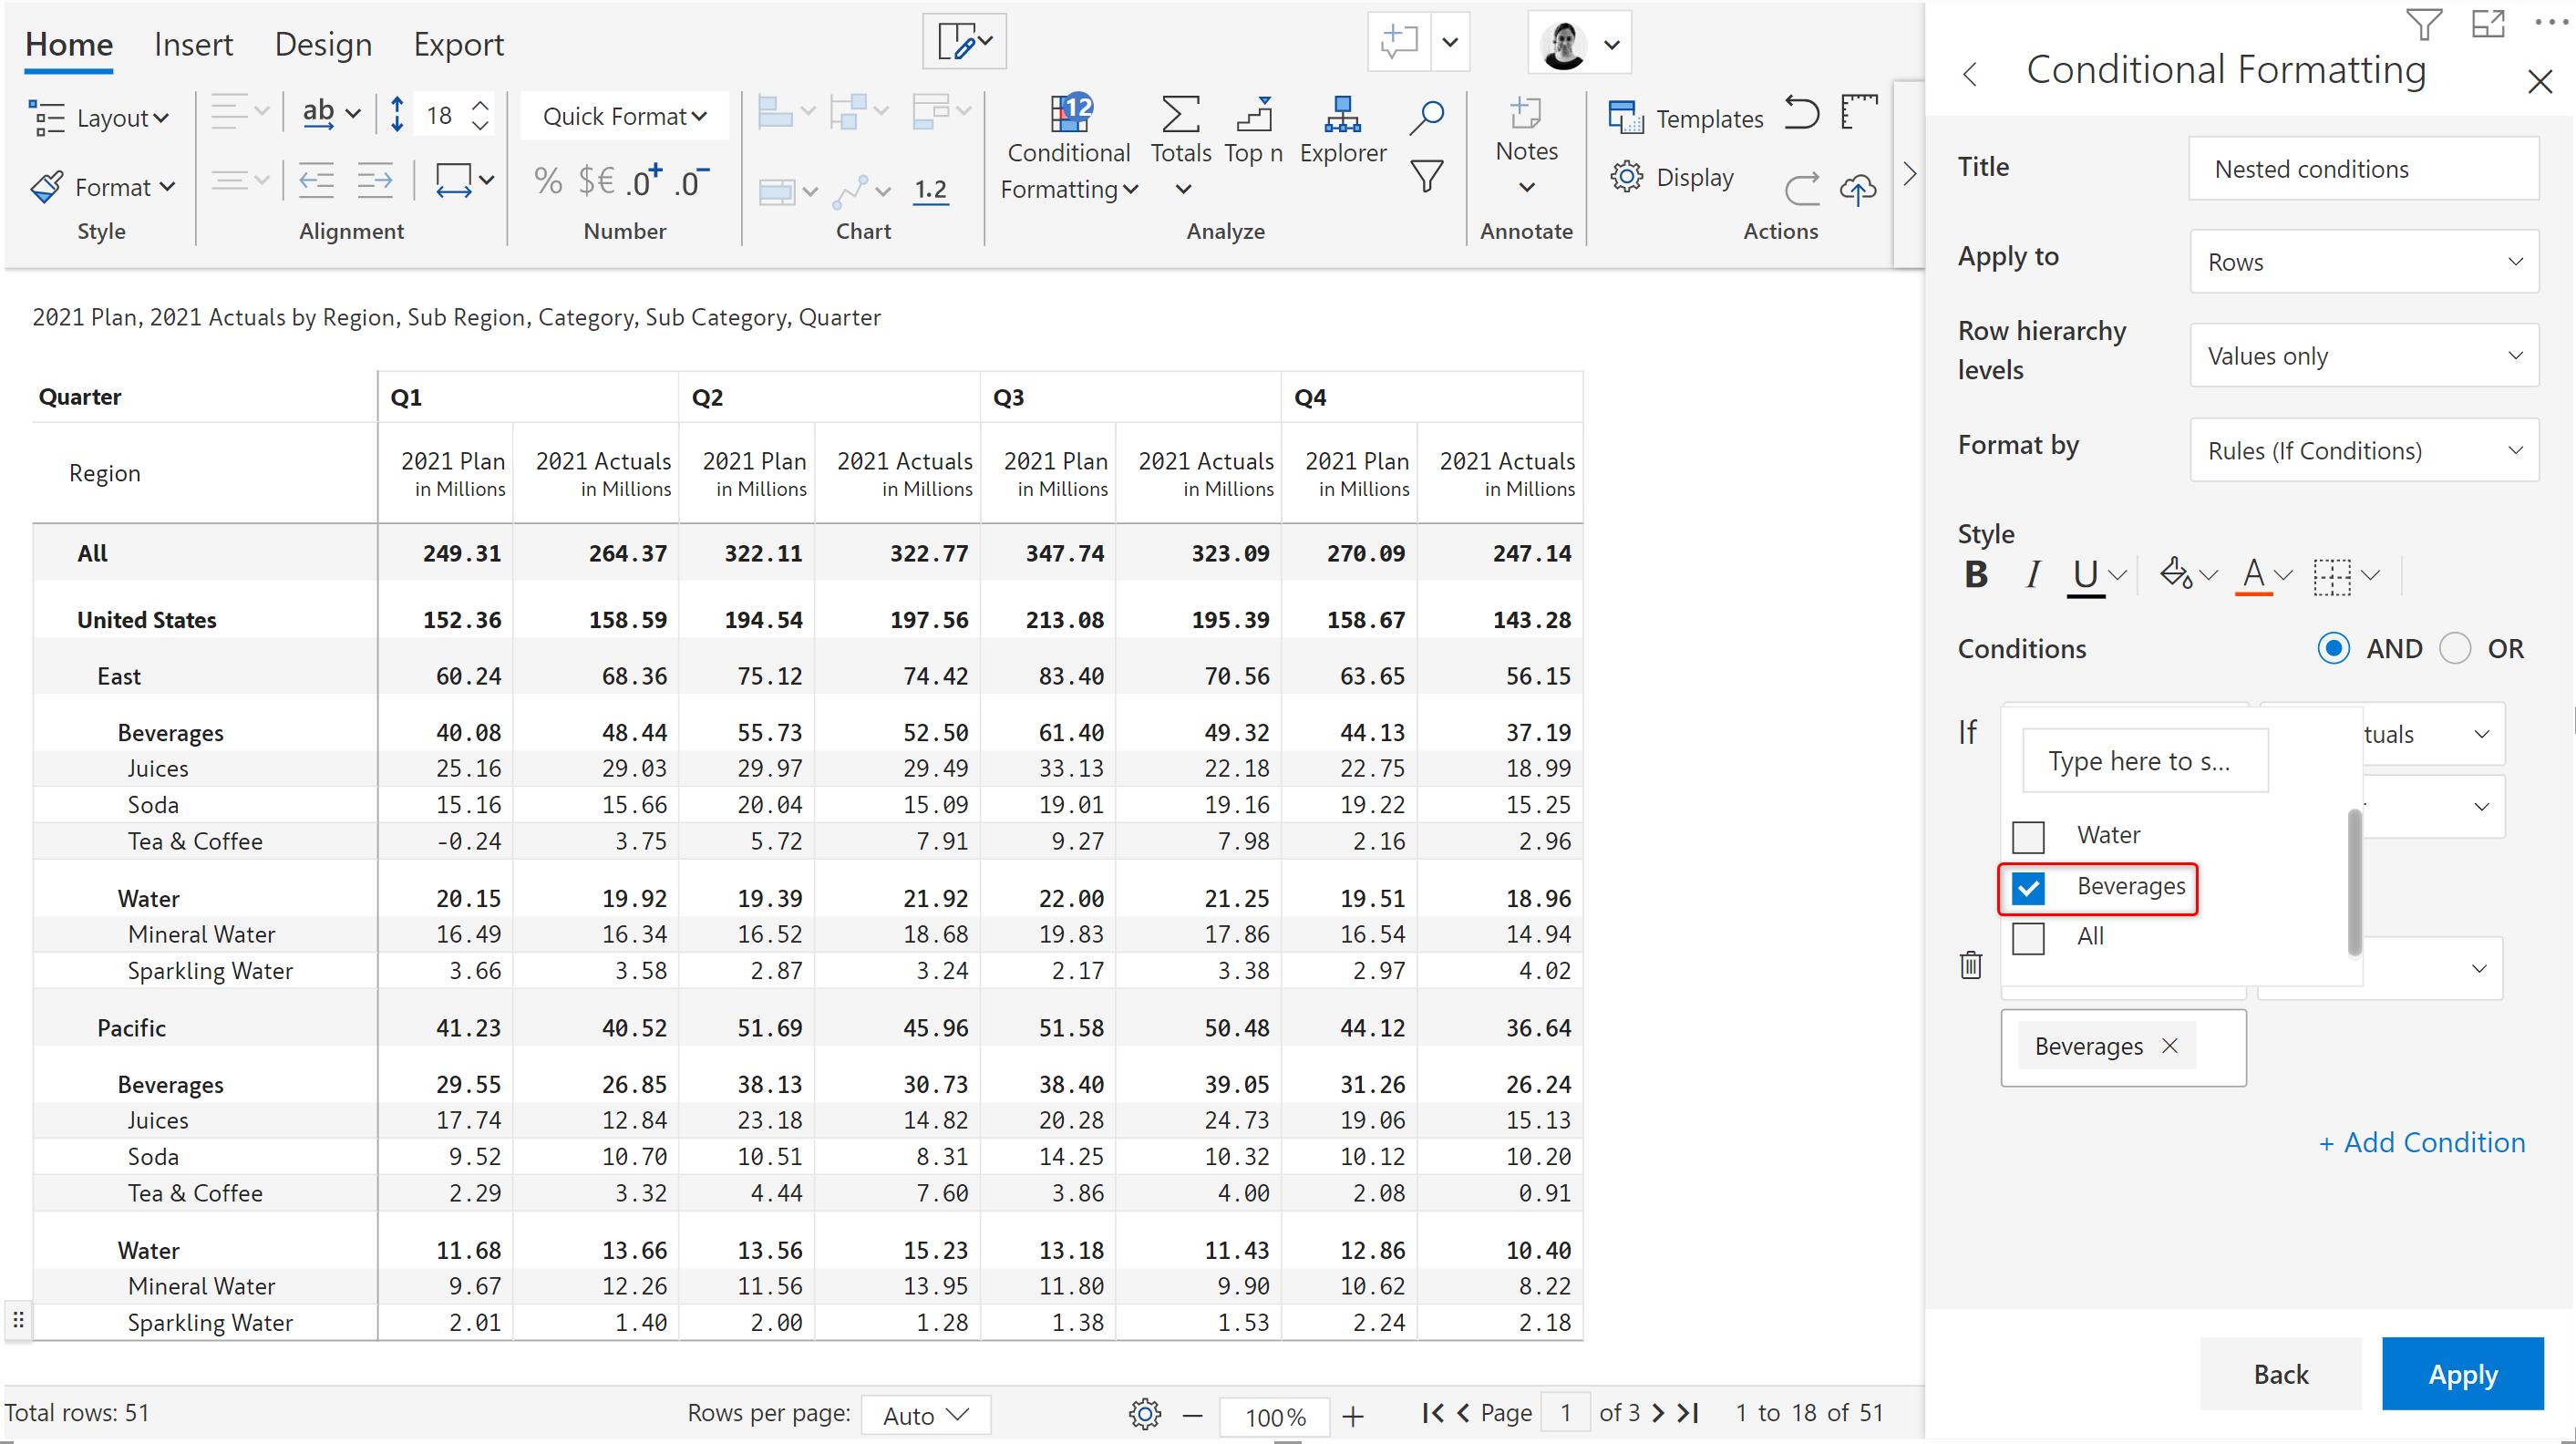 Home Insert Design Export
Layout ab 18 Quick Format 12 Templates
Conditional Formatting Totals Top n Explorer Notes
Format % $€ .0+ .0- 1.2 Display
Style Alignment Number Chart Analyze Annotate Actions
2021 Plan, 2021 Actuals by Region, Sub Region, Category, Sub Category, Quarter
Quarter Q1 Q2 Q3 Q4
Region 2021 Plan 2021 Actuals 2021 Plan 2021 Actuals 2021 Plan 2021 Actuals 2021 Plan 2021 Actuals
in Millions in Millions in Millions in Millions in Millions in Millions in Millions in Millions
All 249.31 264.37 322.11 322.77 347.74 323.09 270.09 247.14
United States 152.36 158.59 194.54 197.56 213.08 195.39 158.67 143.28
East 60.24 68.36 75.12 74.42 83.40 70.56 63.65 56.15
Beverages 40.08 48.44 55.73 52.50 61.40 49.32 44.13 37.19
Juices 25.16 29.03 29.97 29.49 33.13 22.18 22.75 18.99
Soda 15.16 15.66 20.04 15.09 19.01 19.16 19.22 15.25
Tea & Coffee -0.24 3.75 5.72 7.91 9.27 7.98 2.16 2.96
Water 20.15 19.92 19.39 21.92 22.00 21.25 19.51 18.96
Mineral Water 16.49 16.34 16.52 18.68 19.83 17.86 16.54 14.94
Sparkling Water 3.66 3.58 2.87 3.24 2.17 3.38 2.97 4.02
Pacific 41.23 40.52 51.69 45.96 51.58 50.48 44.12 36.64
Beverages 29.55 26.85 38.13 30.73 38.40 39.05 31.26 26.24
Juices 17.74 12.84 23.18 14.82 20.28 24.73 19.06 15.13
Soda 9.52 10.70 10.51 8.31 14.25 10.32 10.12 10.20
Tea & Coffee 2.29 3.32 4.44 7.60 3.86 4.00 2.08 0.91
Water 11.68 13.66 13.56 15.23 13.18 11.43 12.86 10.40
Mineral Water 9.67 12.26 11.56 13.95 11.80 9.90 10.62 8.22
Sparkling Water 2.01 1.40 2.00 1.28 1.38 1.53 2.24 2.18
Total rows: 51 Rows per page: Auto 100% Page 1 of 3 1 to 18 of 51
Conditional Formatting
Title Nested conditions
Apply to Rows
Row hierarchy levels Values only
Format by Rules (If Conditions)
Style
B I U A
Conditions AND OR
If tuals
Type here to s...
Water
Beverages
All
Beverages
+ Add Condition
Back Apply